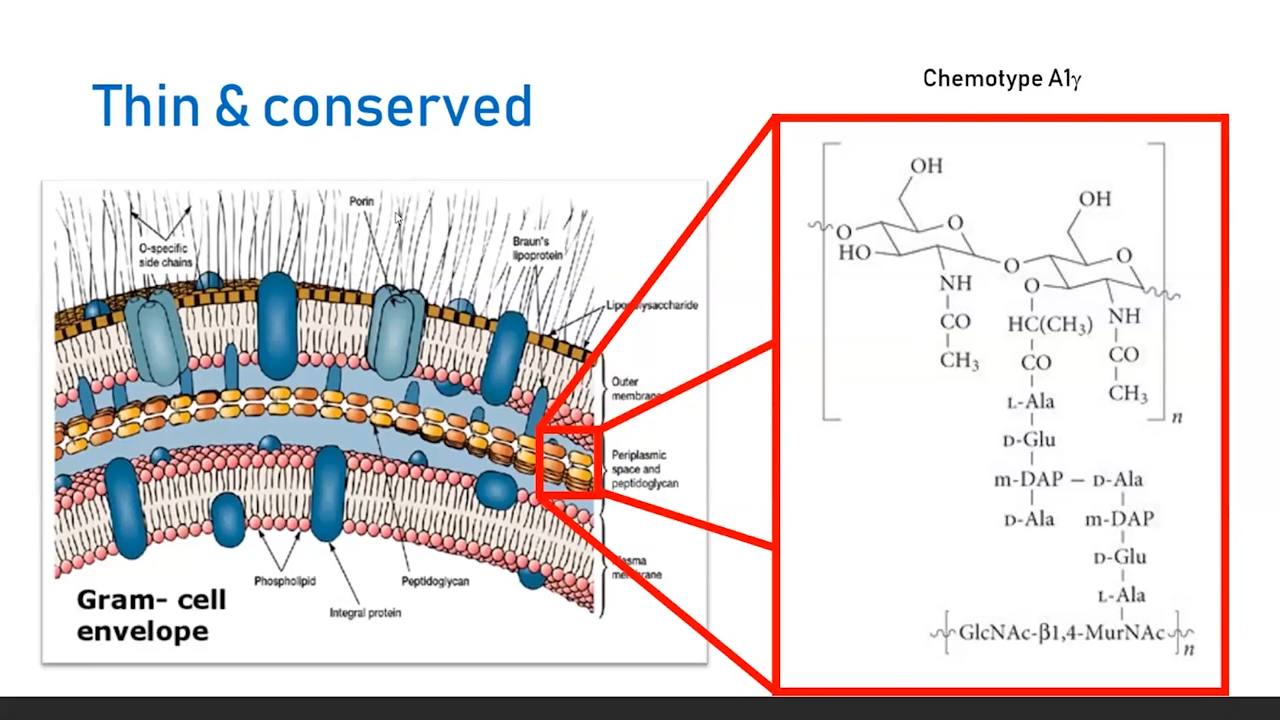 Thin & conserved
Chemotype A1γ
Porin
O-specific
side chains
Braun's
lipoprotein
Lipopolysaccharide
Outer
membrane
Periplasmic
space and
peptidoglycan
Plasma
membrane
Phospholipid
Peptidoglycan
Integral protein
Gram- cell
envelope
OH
OH
O
O
O
HO
O
O
NH
NH
CO
HC(CH₃)
CO
CO
CH₃
CH₃
L-Ala
n
D-Glu
m-DAP – D-Ala
D-Ala m-DAP
D-Glu
L-Ala
GlcNAc-β1,4-MurNAc
n